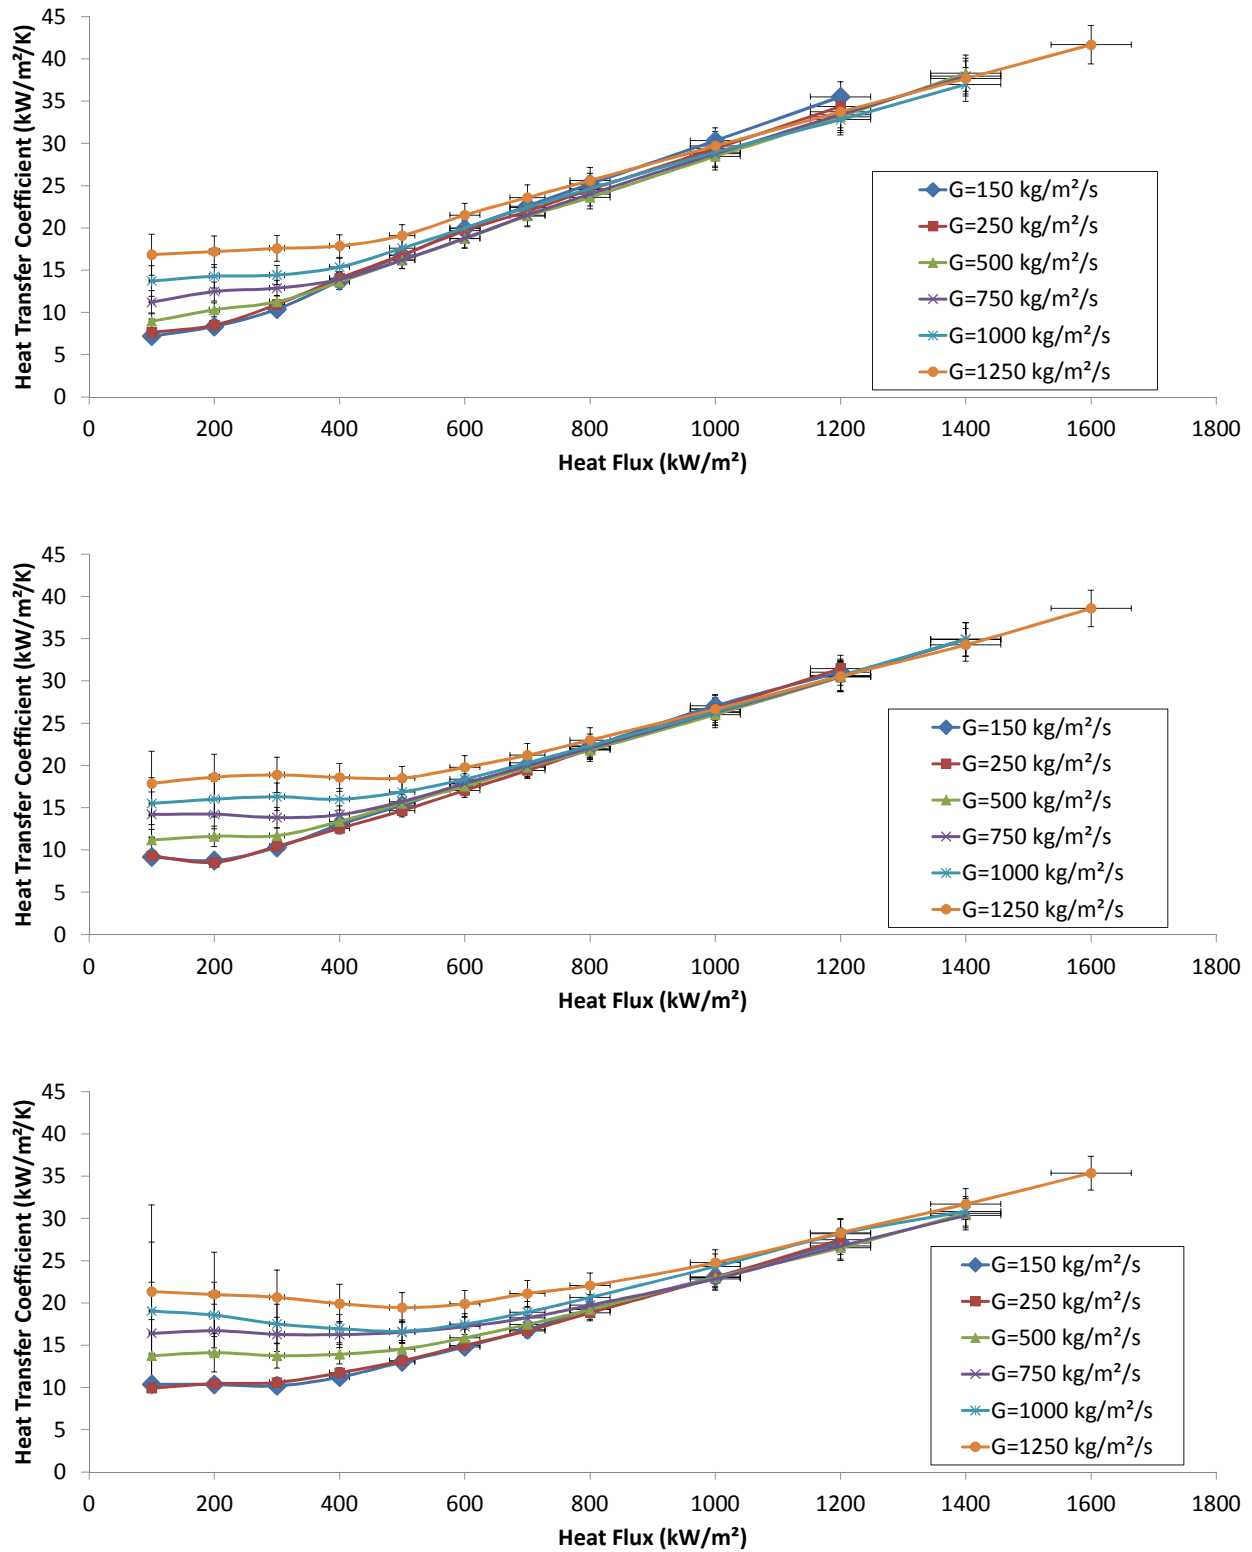 Heat Transfer Coefficient (kW/m²/K)
45
40
35
30
25
20
15
10
5
0
G=150 kg/m²/s
G=250 kg/m²/s
G=500 kg/m²/s
G=750 kg/m²/s
G=1000 kg/m²/s
G=1250 kg/m²/s
0 200 400 600 800 1000 1200 1400 1600 1800
Heat Flux (kW/m²)
Heat Transfer Coefficient (kW/m²/K)
45
40
35
30
25
20
15
10
5
0
G=150 kg/m²/s
G=250 kg/m²/s
G=500 kg/m²/s
G=750 kg/m²/s
G=1000 kg/m²/s
G=1250 kg/m²/s
0 200 400 600 800 1000 1200 1400 1600 1800
Heat Flux (kW/m²)
Heat Transfer Coefficient (kW/m²/K)
45
40
35
30
25
20
15
10
5
0
G=150 kg/m²/s
G=250 kg/m²/s
G=500 kg/m²/s
G=750 kg/m²/s
G=1000 kg/m²/s
G=1250 kg/m²/s
0 200 400 600 800 1000 1200 1400 1600 1800
Heat Flux (kW/m²)